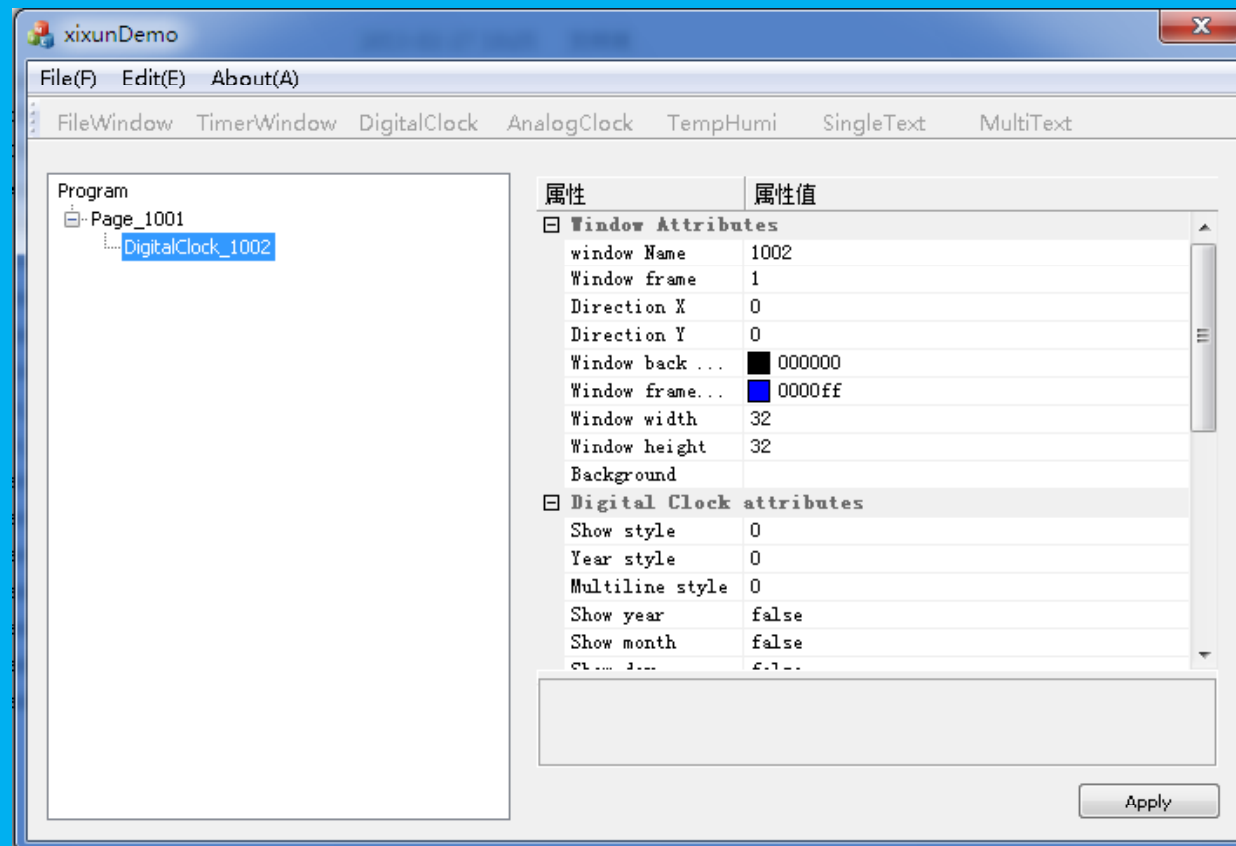 xixunDemo
File(F) Edit(E) About(A)
FileWindow TimerWindow DigitalClock AnalogClock TempHumi SingleText MultiText
Program
Page_1001
DigitalClock_1002
属性 属性值
Window Attributes
window Name 1002
Window frame 1
Direction X 0
Direction Y 0
Window back ... 000000
Window frame... 0000ff
Window width 32
Window height 32
Background
Digital Clock attributes
Show style 0
Year style 0
Multiline style 0
Show year false
Show month false
Apply